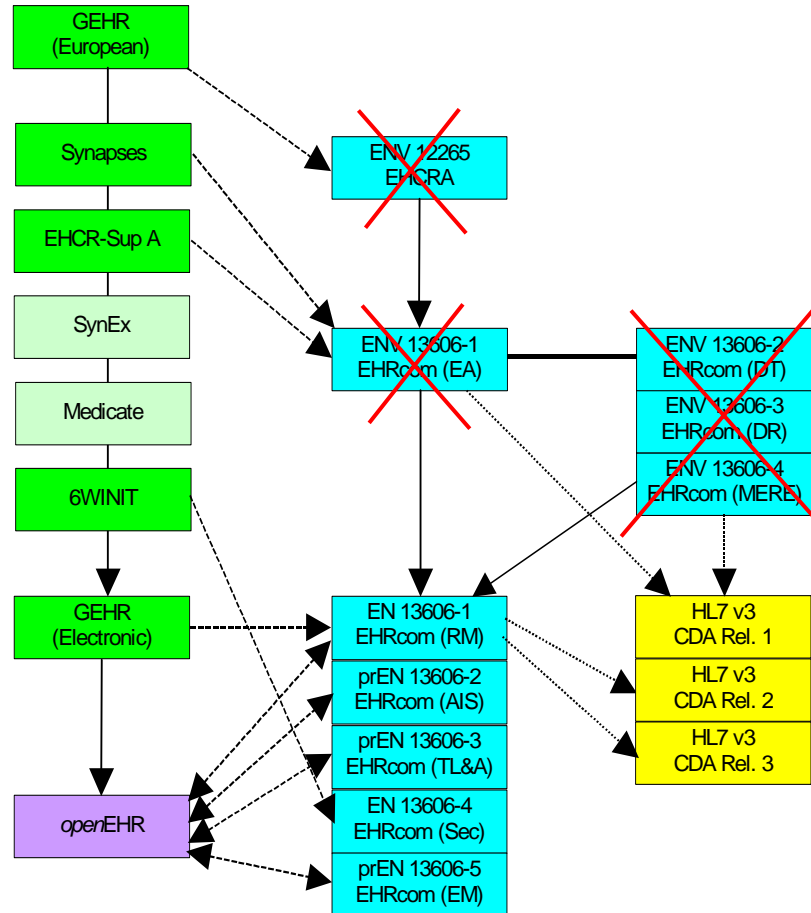 GEHR
(European)
Synapses
EHCR-Sup A
SynEx
Medicate
6WINIT
GEHR
(Electronic)
openEHR
ENV 12265
EHCRA
ENV 13606-1
EHRcom (EA)
ENV 13606-2
EHRcom (DT)
ENV 13606-3
EHRcom (DR)
ENV 13606-4
EHRcom (MERE)
EN 13606-1
EHRcom (RM)
prEN 13606-2
EHRcom (AIS)
prEN 13606-3
EHRcom (TL&A)
EN 13606-4
EHRcom (Sec)
prEN 13606-5
EHRcom (EM)
HL7 v3
CDA Rel. 1
HL7 v3
CDA Rel. 2
HL7 v3
CDA Rel. 3